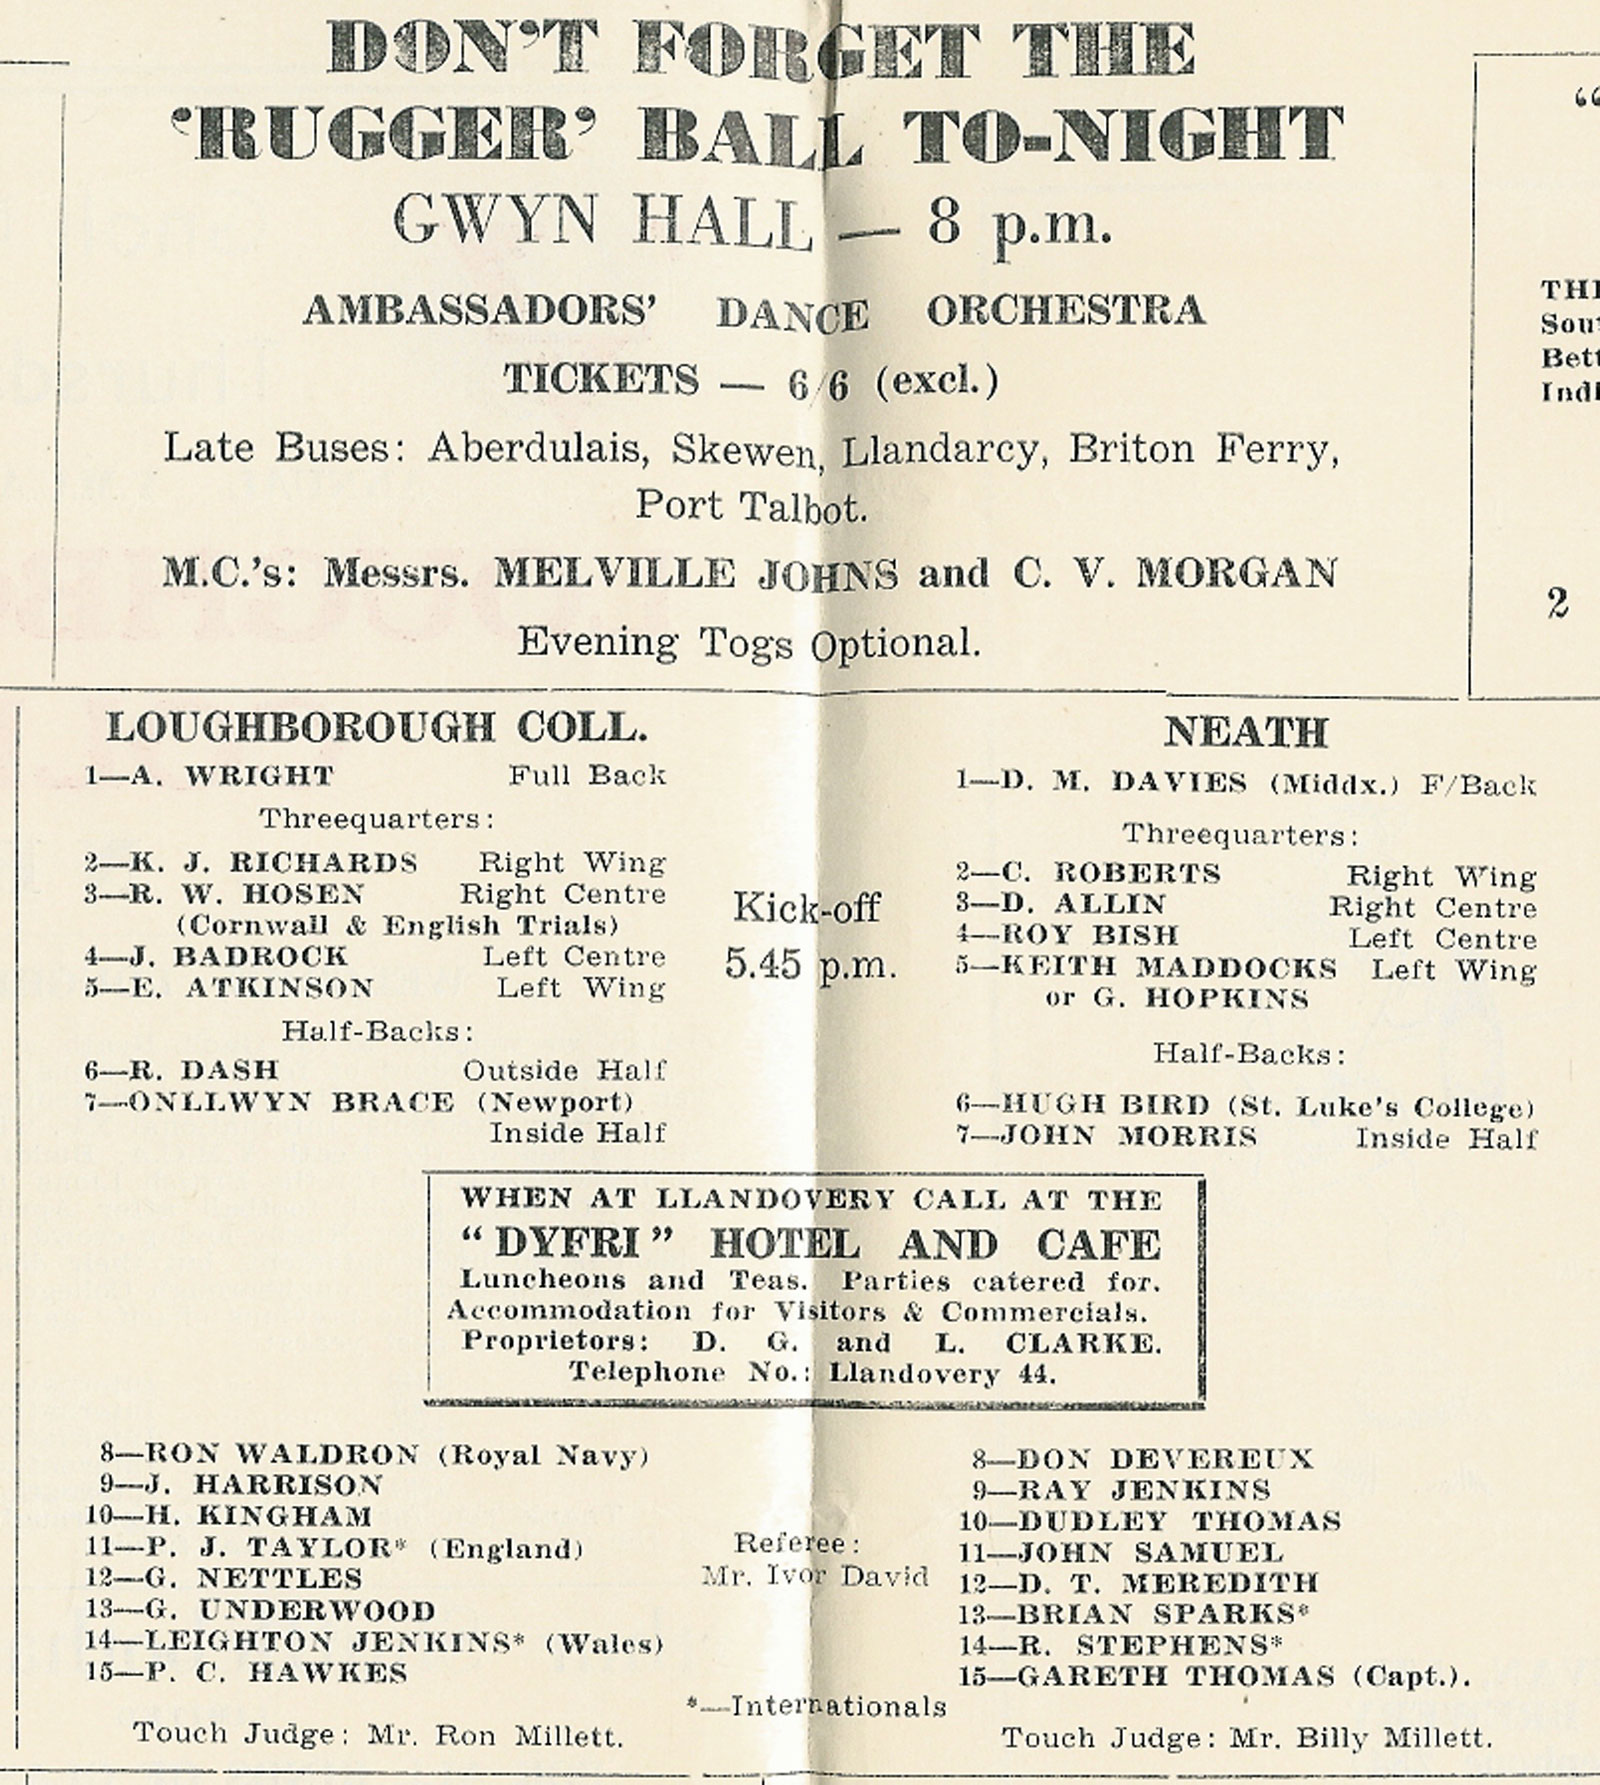 DON'T FORGET THE
'RUGGER' BALL TO-NIGHT
GWYN HALL — 8 p.m.
AMBASSADORS' DANCE ORCHESTRA
TICKETS — 6/6 (excl.)
Late Buses: Aberdulais, Skewen, Llandarcy, Briton Ferry,
Port Talbot.
M.C.'s: Messrs. MELVILLE JOHNS and C. V. MORGAN
Evening Togs Optional.
2
LOUGHBOROUGH COLL.
1—A. WRIGHT Full Back
Threequarters:
2—K. J. RICHARDS Right Wing
3—R. W. HOSEN Right Centre
(Cornwall & English Trials)
4—J. BADROCK Left Centre
5—E. ATKINSON Left Wing
Half-Backs:
6—R. DASH Outside Half
7—ONLLWYN BRACE (Newport)
Inside Half
Kick-off
5.45 p.m.
NEATH
1—D. M. DAVIES (Middx.) F/Back
Threequarters:
2—C. ROBERTS Right Wing
3—D. ALLIN Right Centre
4—ROY BISH Left Centre
5—KEITH MADDOCKS Left Wing
or G. HOPKINS
Half-Backs:
6—HUGH BIRD (St. Luke's College)
7—JOHN MORRIS Inside Half
WHEN AT LLANDOVERY CALL AT THE
"DYFRI" HOTEL AND CAFE
Luncheons and Teas. Parties catered for.
Accommodation for Visitors & Commercials.
Proprietors: D. G. and L. CLARKE.
Telephone No.: Llandovery 44.
8—RON WALDRON (Royal Navy)
9—J. HARRISON
10—H. KINGHAM
11—P. J. TAYLOR* (England)
12—G. NETTLES
13—G. UNDERWOOD
14—LEIGHTON JENKINS* (Wales)
15—P. C. HAWKES
Touch Judge: Mr. Ron Millett.
Referee:
Mr. Ivor David
*—Internationals
8—DON DEVEREUX
9—RAY JENKINS
10—DUDLEY THOMAS
11—JOHN SAMUEL
12—D. T. MEREDITH
13—BRIAN SPARKS*
14—R. STEPHENS*
15—GARETH THOMAS (Capt.).
Touch Judge: Mr. Billy Millett.